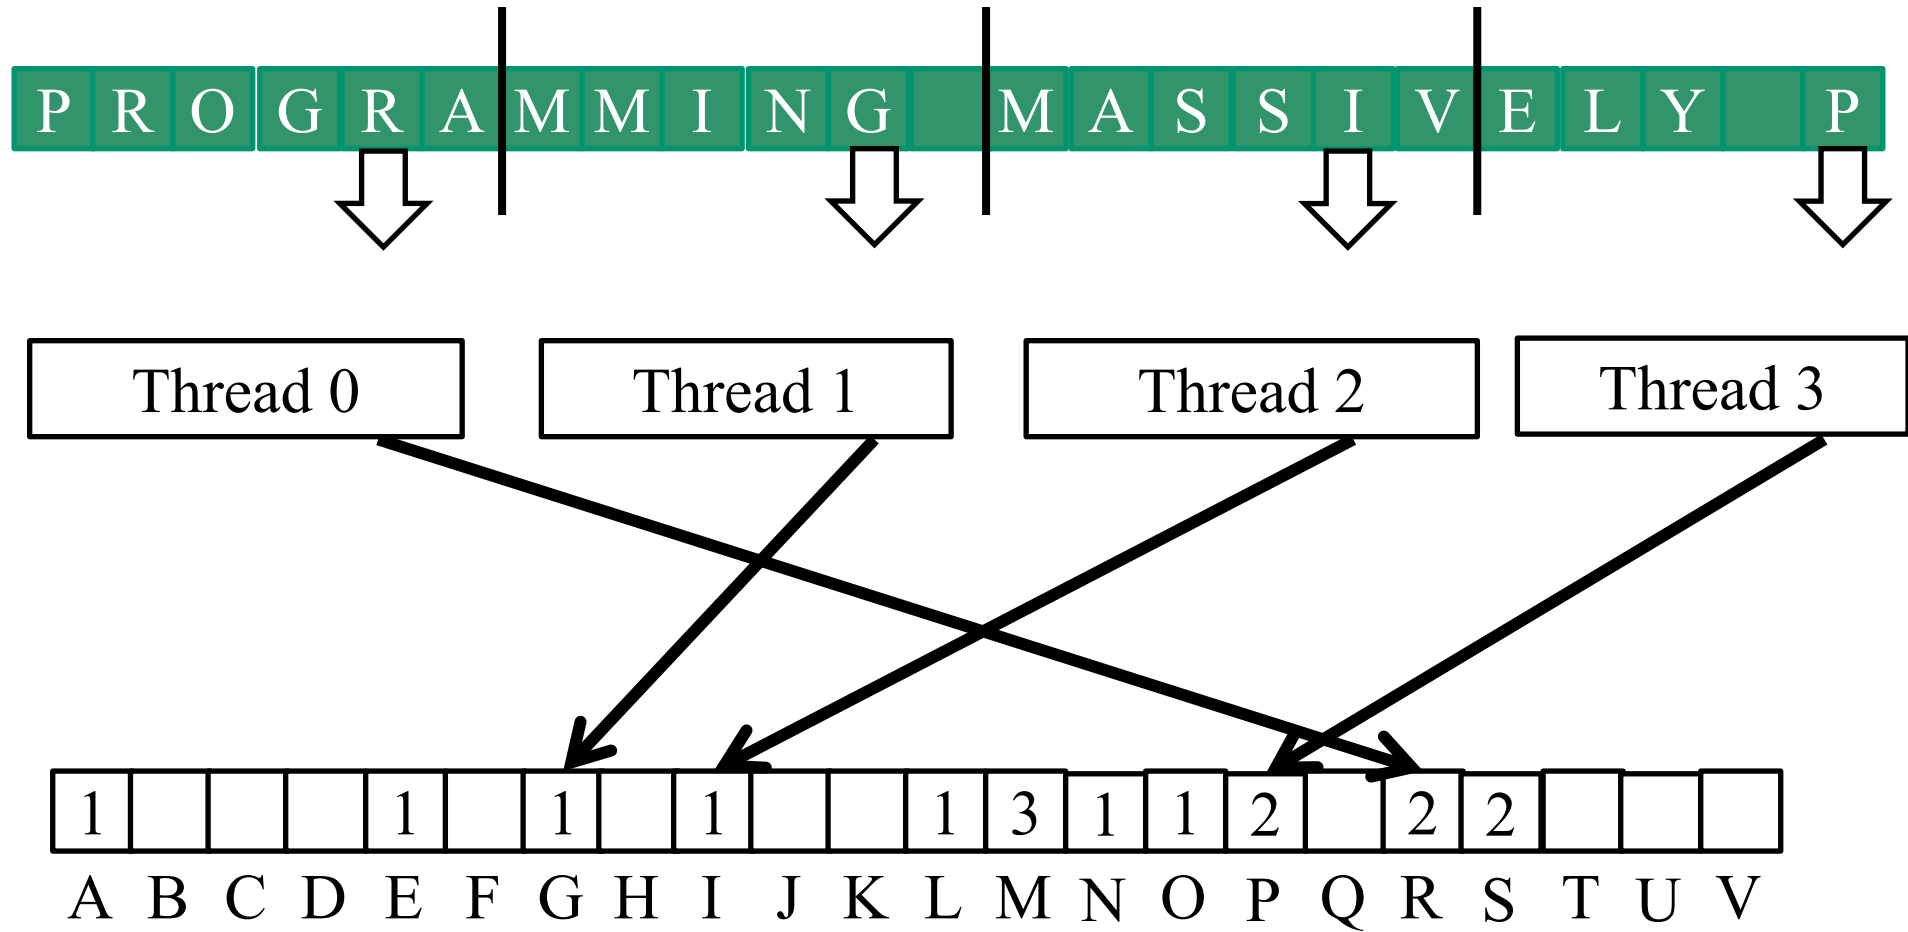 P R O G R A M M I N G M A S S I V E L Y P
Thread 0 Thread 1 Thread 2 Thread 3
1 1 1 1 1 3 1 1 2 2 2
A B C D E F G H I J K L M N O P Q R S T U V